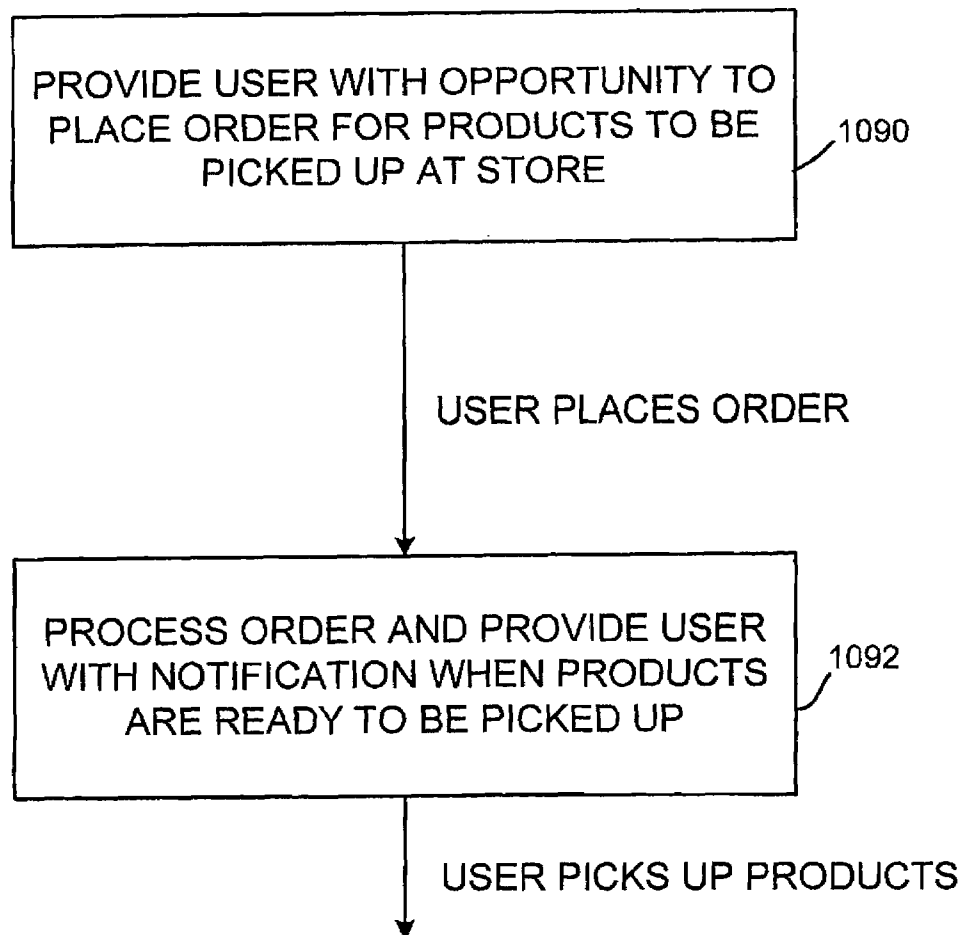 PROVIDE USER WITH OPPORTUNITY TO
PLACE ORDER FOR PRODUCTS TO BE
PICKED UP AT STORE
1090
USER PLACES ORDER
PROCESS ORDER AND PROVIDE USER
WITH NOTIFICATION WHEN PRODUCTS
ARE READY TO BE PICKED UP
1092
USER PICKS UP PRODUCTS